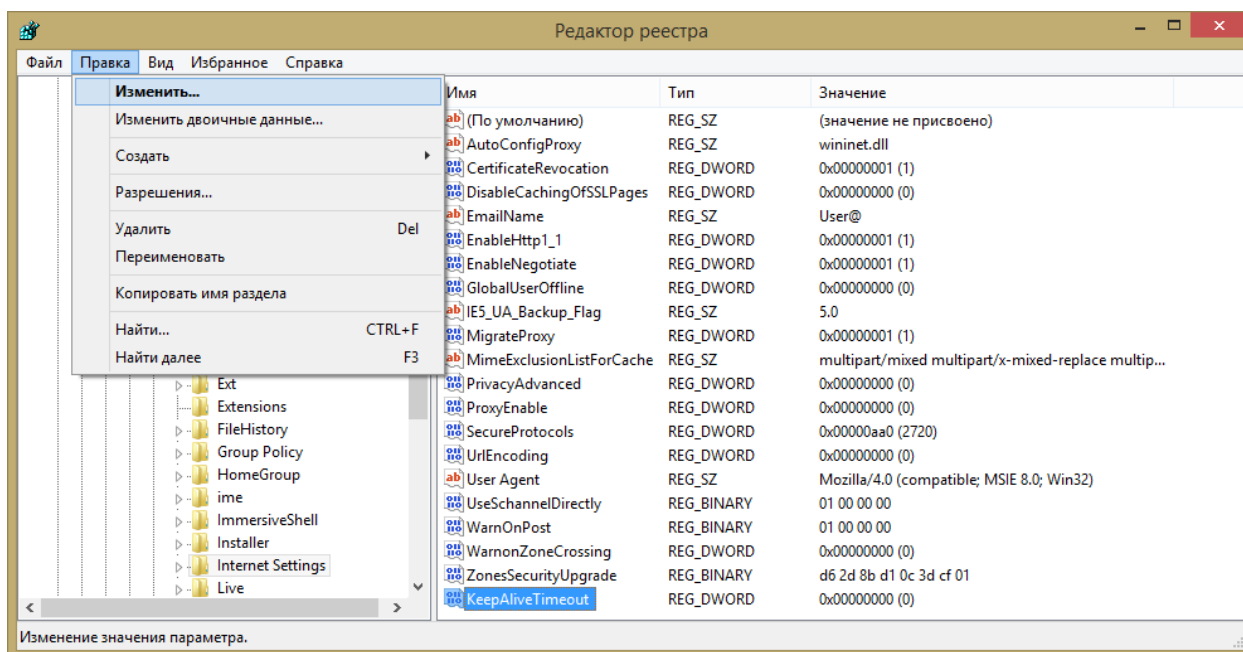 Редактор реестра
Файл Правка Вид Избранное Справка
Изменить...
Изменить двоичные данные...
Создать
Разрешения...
Удалить Del
Переименовать
Копировать имя раздела
Найти... CTRL+F
Найти далее F3
Ext
Extensions
FileHistory
Group Policy
HomeGroup
ime
ImmersiveShell
Installer
Internet Settings
Live
Имя Тип Значение
(По умолчанию) REG_SZ (значение не присвоено)
AutoConfigProxy REG_SZ wininet.dll
CertificateRevocation REG_DWORD 0x00000001 (1)
DisableCachingOfSSLPages REG_DWORD 0x00000000 (0)
EmailName REG_SZ User@
EnableHttp1_1 REG_DWORD 0x00000001 (1)
EnableNegotiate REG_DWORD 0x00000001 (1)
GlobalUserOffline REG_DWORD 0x00000000 (0)
IE5_UA_Backup_Flag REG_SZ 5.0
MigrateProxy REG_DWORD 0x00000001 (1)
MimeExclusionListForCache REG_SZ multipart/mixed multipart/x-mixed-replace multip...
PrivacyAdvanced REG_DWORD 0x00000000 (0)
ProxyEnable REG_DWORD 0x00000000 (0)
SecureProtocols REG_DWORD 0x00000aa0 (2720)
UrlEncoding REG_DWORD 0x00000000 (0)
User Agent REG_SZ Mozilla/4.0 (compatible; MSIE 8.0; Win32)
UseSchannelDirectly REG_BINARY 01 00 00 00
WarnOnPost REG_BINARY 01 00 00 00
WarnonZoneCrossing REG_DWORD 0x00000000 (0)
ZonesSecurityUpgrade REG_BINARY d6 2d 8b d1 0c 3d cf 01
KeepAliveTimeout REG_DWORD 0x00000000 (0)
Изменение значения параметра.